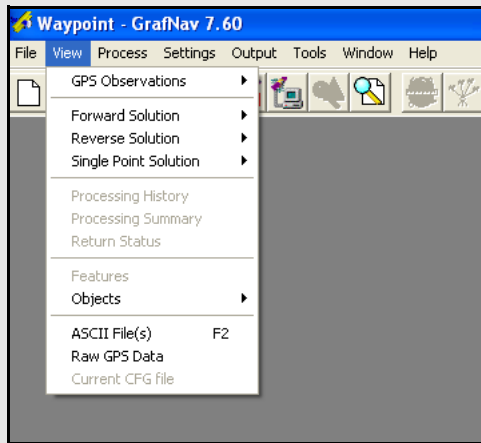 Waypoint - GrafNav 7.60
File View Process Settings Output Tools Window Help
GPS Observations
Forward Solution
Reverse Solution
Single Point Solution
Processing History
Processing Summary
Return Status
Features
Objects
ASCII File(s) F2
Raw GPS Data
Current CFG file